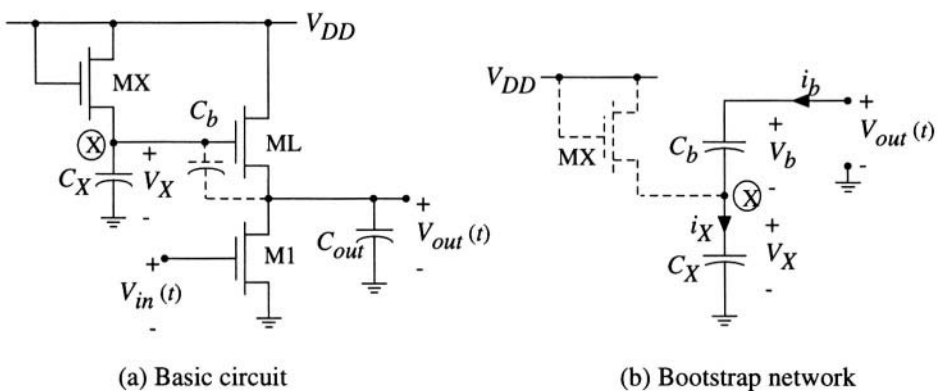 V_DD
MX
C_b
X
ML
C_X
+
V_X
-
+
V_out (t)
-
C_out
M1
+
V_in (t)
-
(a) Basic circuit
V_DD
MX
i_b
+
V_out (t)
-
C_b
+
V_b
-
X
i_X
+
V_X
-
C_X
(b) Bootstrap network